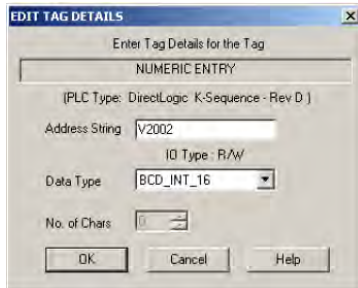 EDIT TAG DETAILS
Enter Tag Details for the Tag
NUMERIC ENTRY
(PLC Type: DirectLogic K-Sequence - Rev D )
Address String V2002
IO Type : R/W
Data Type BCD_INT_16
No. of Chars 0
OK Cancel Help